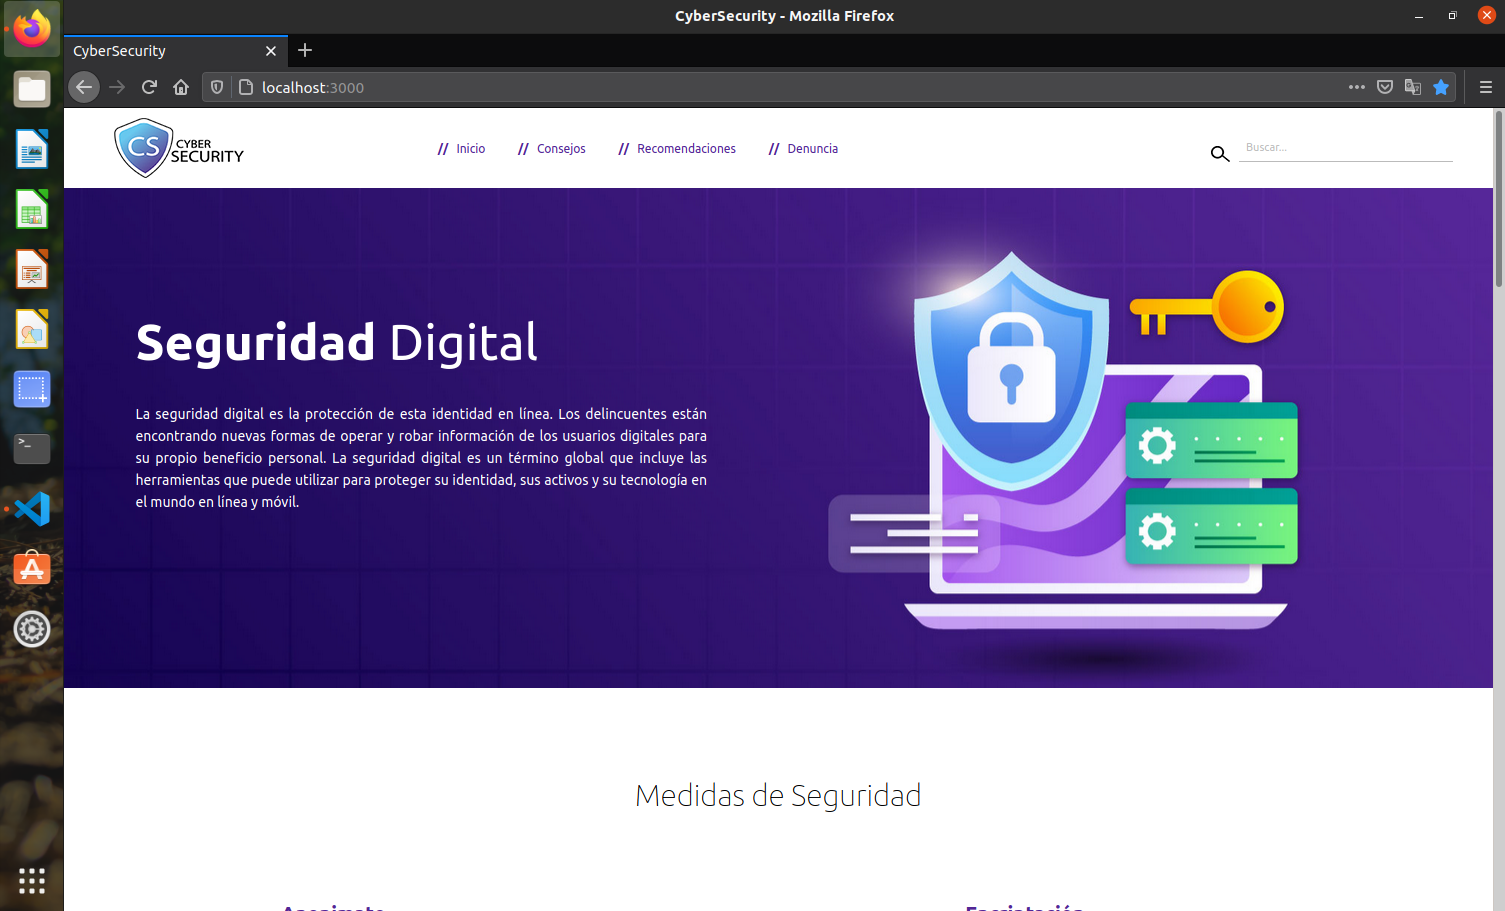 CyberSecurity - Mozilla Firefox
CyberSecurity
localhost:3000
CS CYBER
SECURITY
// Inicio // Consejos // Recomendaciones // Denuncia
Buscar...
Seguridad Digital
La seguridad digital es la protección de esta identidad en línea. Los delincuentes están
encontrando nuevas formas de operar y robar información de los usuarios digitales para
su propio beneficio personal. La seguridad digital es un término global que incluye las
herramientas que puede utilizar para proteger su identidad, sus activos y su tecnología en
el mundo en línea y móvil.
Medidas de Seguridad